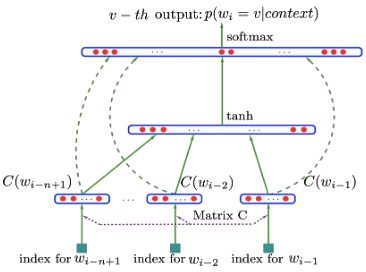 v − th output: p(w_i = v|context)
softmax
...
...
tanh
...
...
C(w_{i−n+1})
C(w_{i−2})
C(w_{i−1})
...
...
...
...
Matrix C
index for w_{i−n+1} index for w_{i−2} index for w_{i−1}